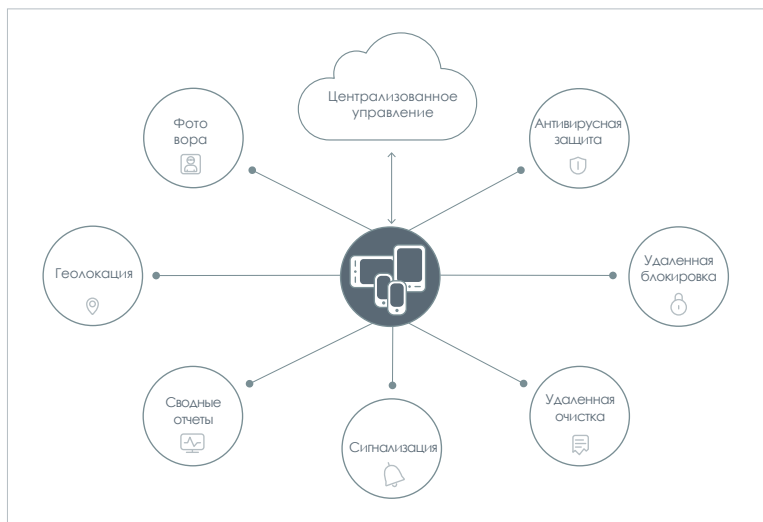 Централизованное
управление
Фото
вора
Антивирусная
защита
Геолокация
Удаленная
блокировка
Сводные
отчеты
Сигнализация
Удаленная
очистка